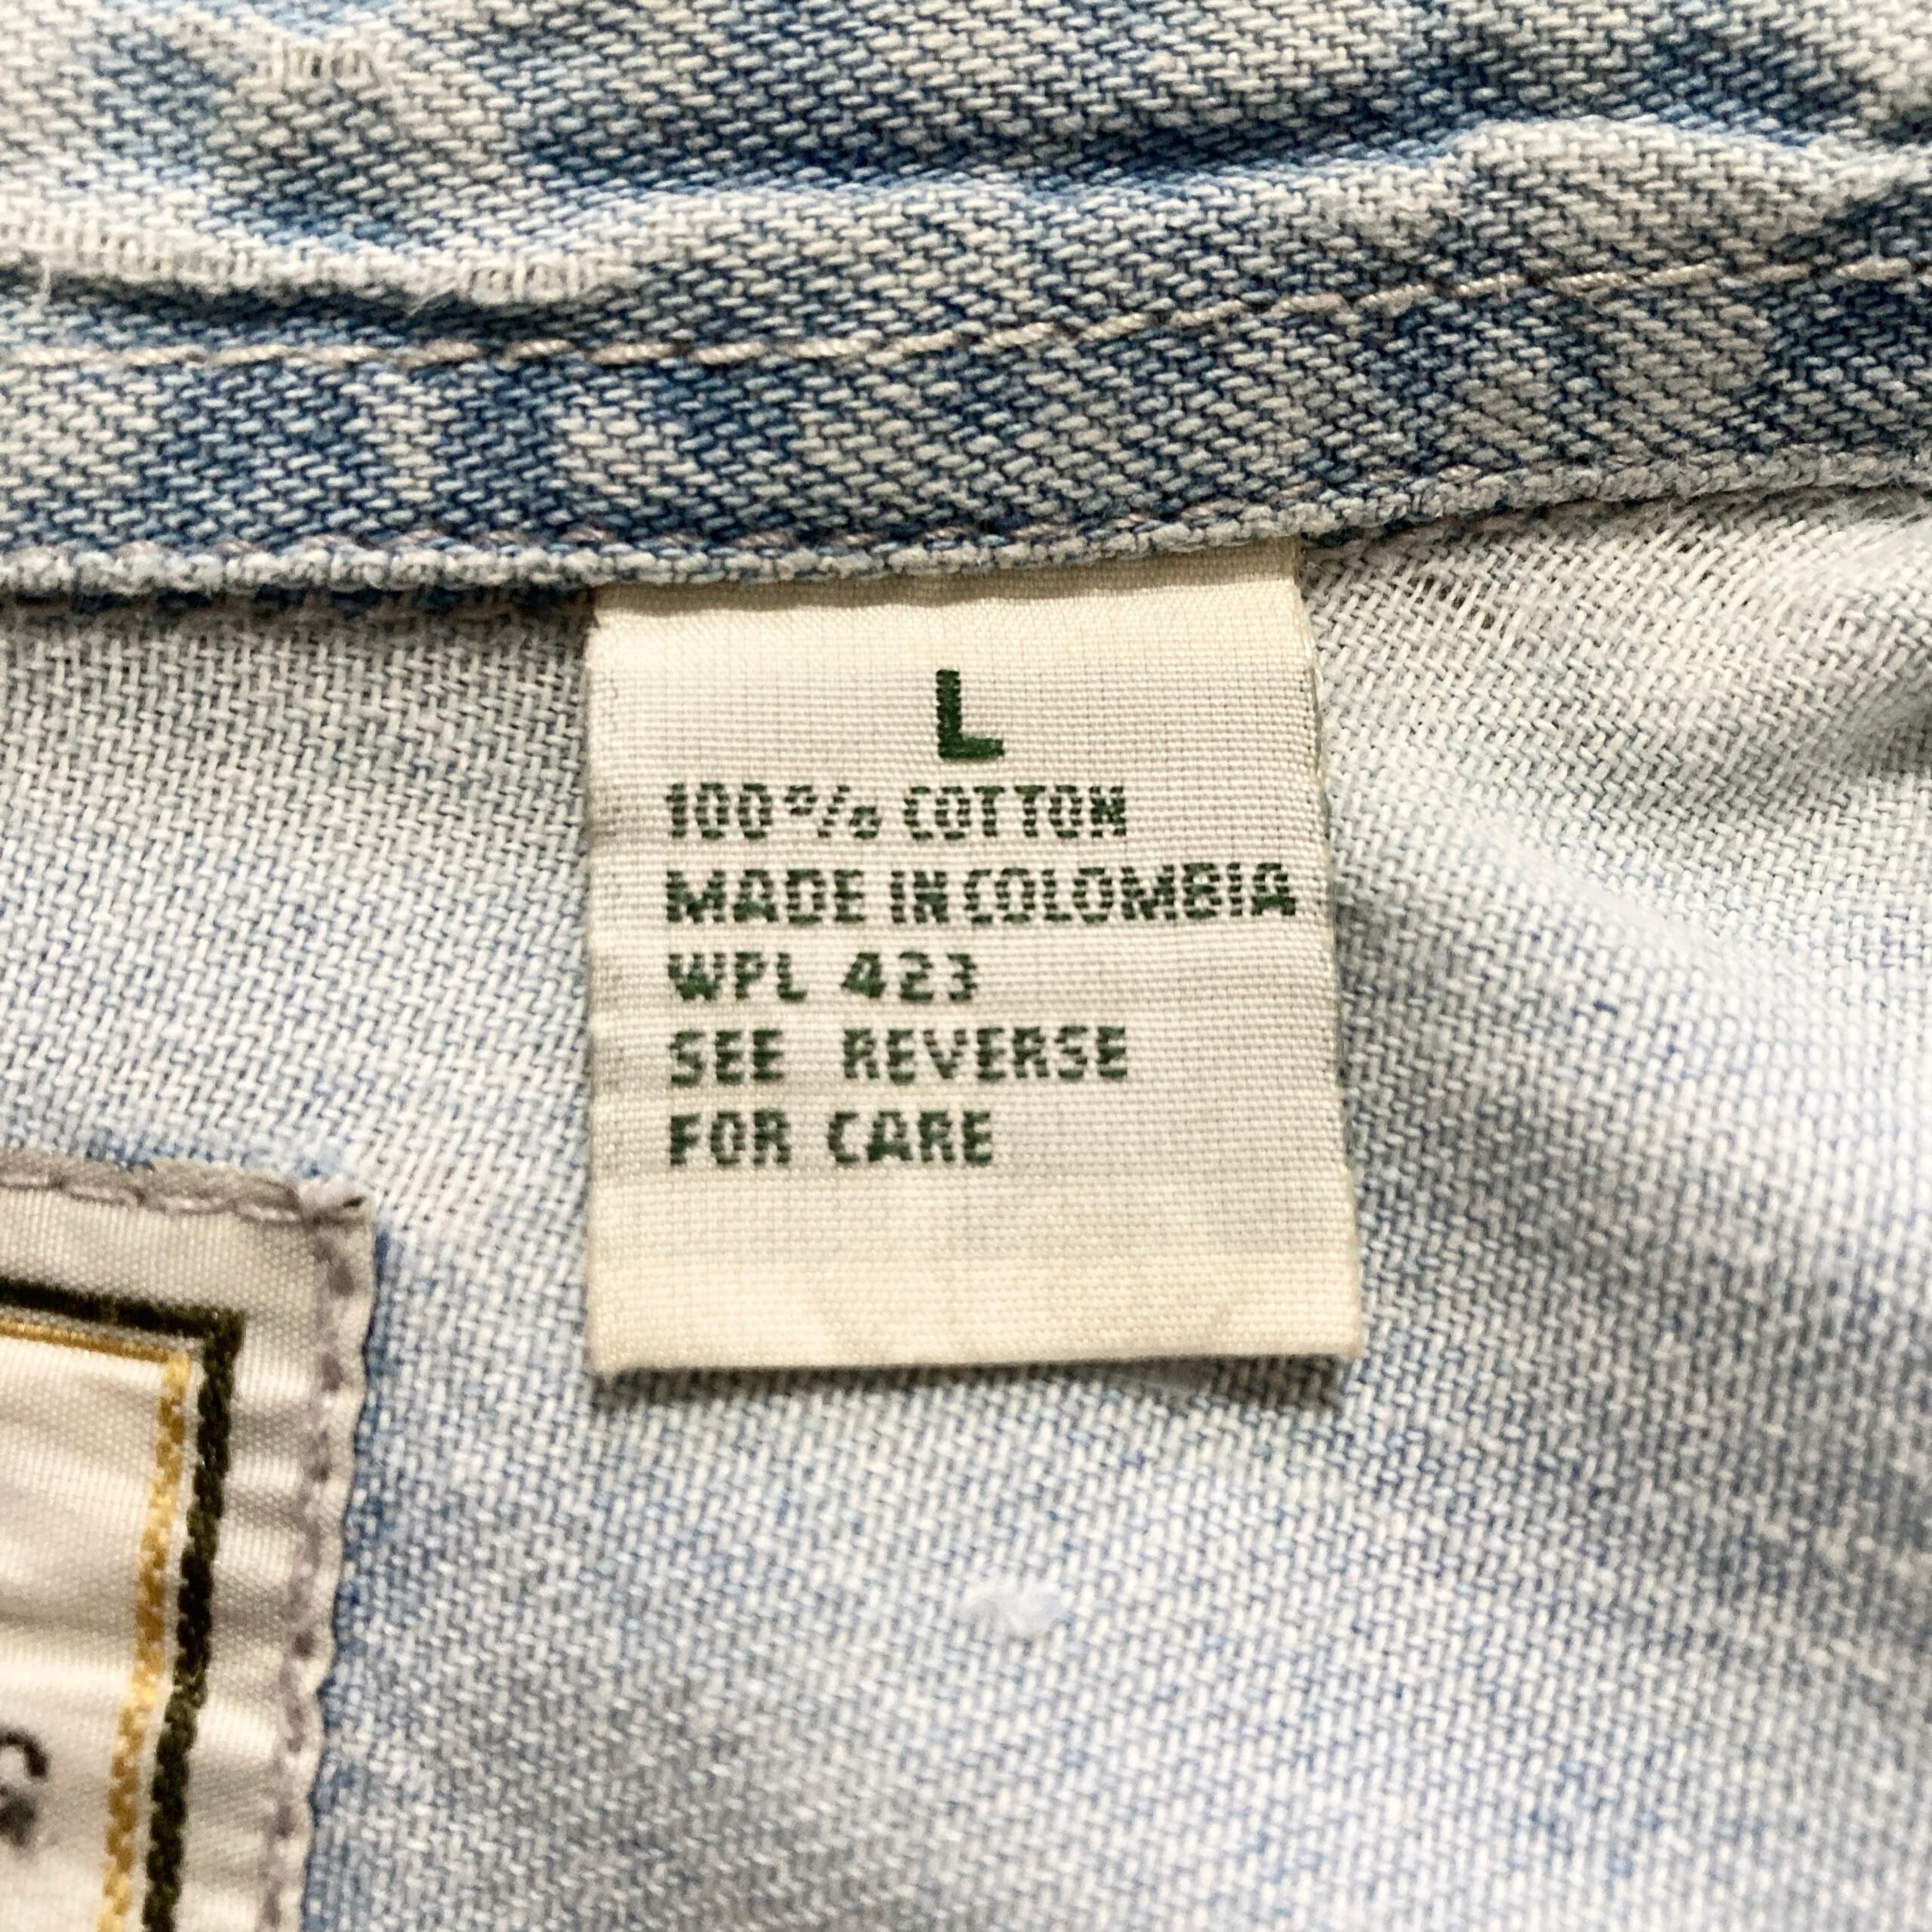 L
100% COTTON
MADE IN COLOMBIA
WPL 423
SEE REVERSE
FOR CARE